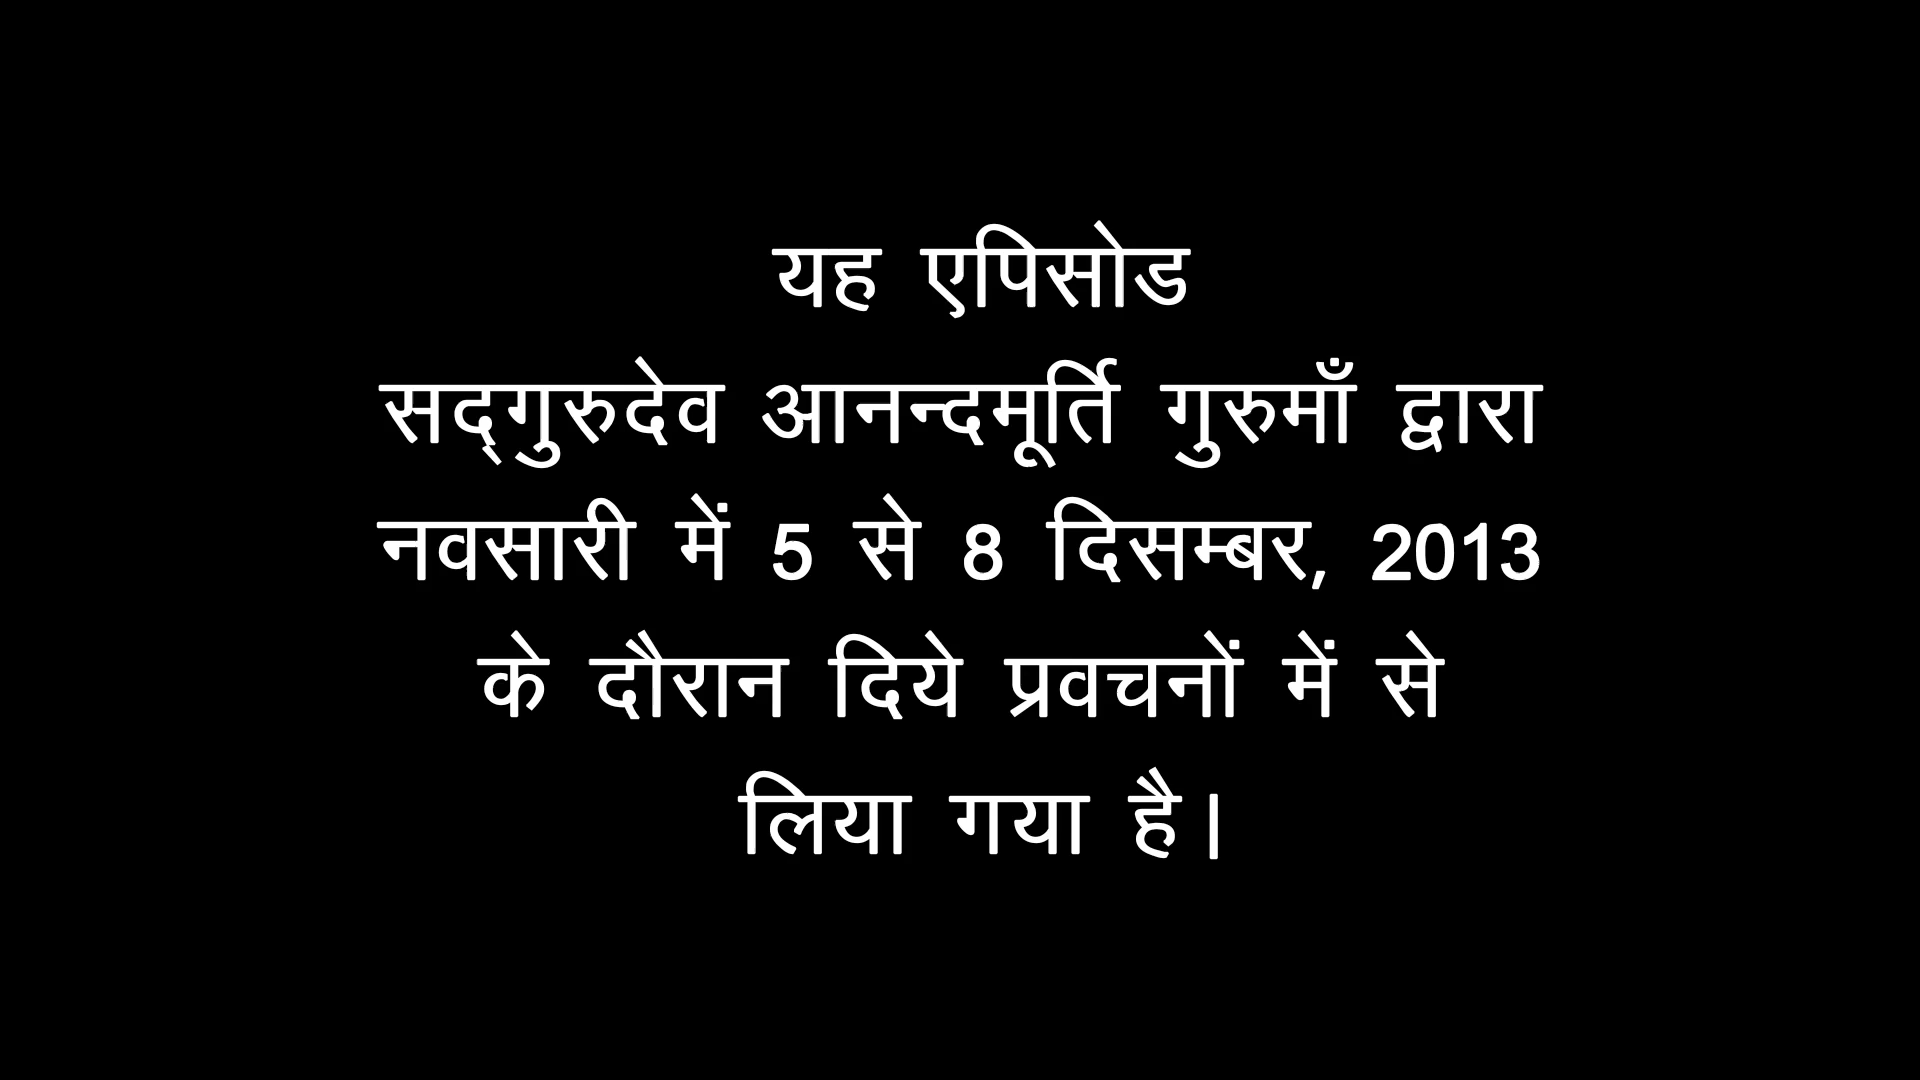 यह एपिसोड
सद्‌गुरुदेव आनन्दमूर्ति गुरुमाँ द्वारा
नवसारी में 5 से 8 दिसम्बर, 2013
के दौरान दिये प्रवचनों में से
लिया गया है।